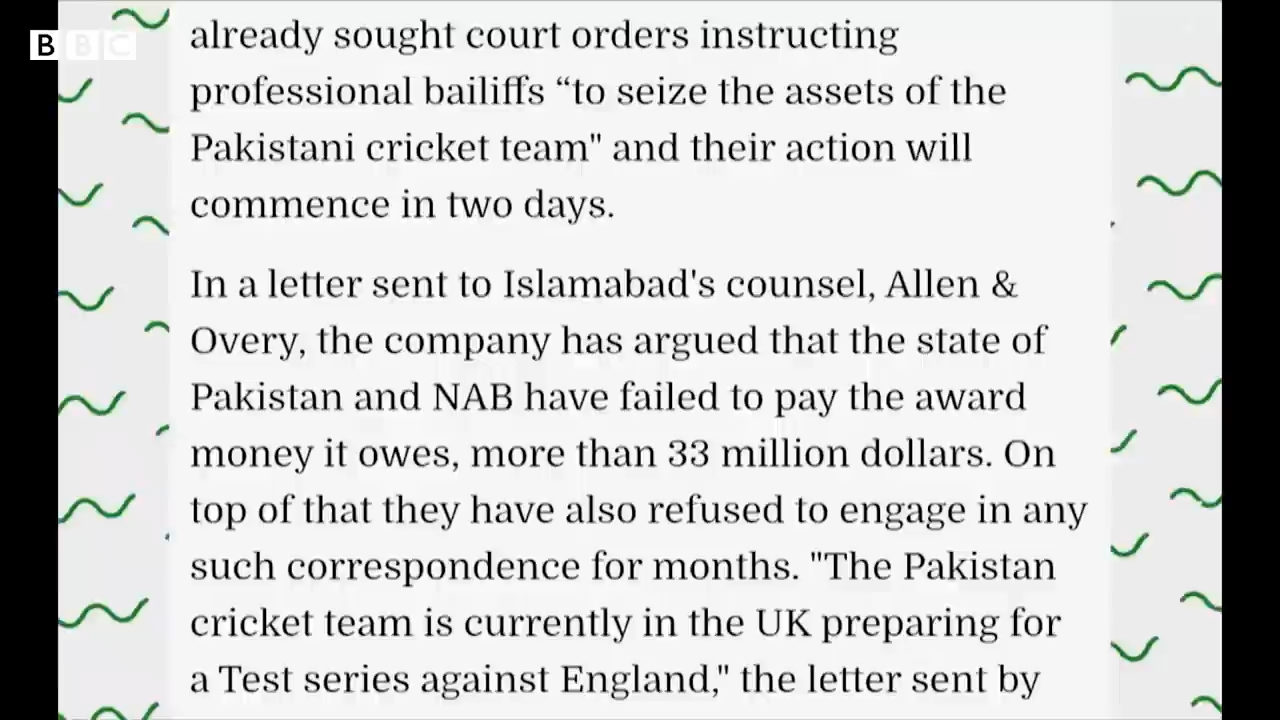 BBC
already sought court orders instructing
professional bailiffs “to seize the assets of the
Pakistani cricket team" and their action will
commence in two days.
In a letter sent to Islamabad's counsel, Allen &
Overy, the company has argued that the state of
Pakistan and NAB have failed to pay the award
money it owes, more than 33 million dollars. On
top of that they have also refused to engage in any
such correspondence for months. "The Pakistan
cricket team is currently in the UK preparing for
a Test series against England," the letter sent by